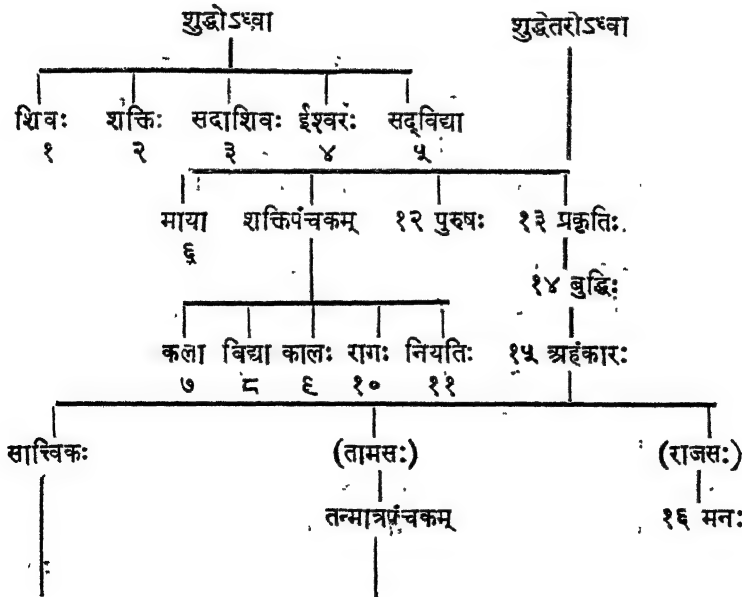 शुद्धोऽध्वा शुद्धेतरोऽध्वा
शिवः शक्तिः सदाशिवः ईश्वरः सद्विद्या
१ २ ३ ४ ५
माया शक्तिपंचकम् १२ पुरुषः १३ प्रकृतिः
६
१४ बुद्धिः
कला विद्या कालः रागः नियतिः १५ अहंकारः
७ ८ ९ १० ११
सात्त्विकः (तामसः) (राजसः)
तन्मात्रपंचकम् १६ मनः